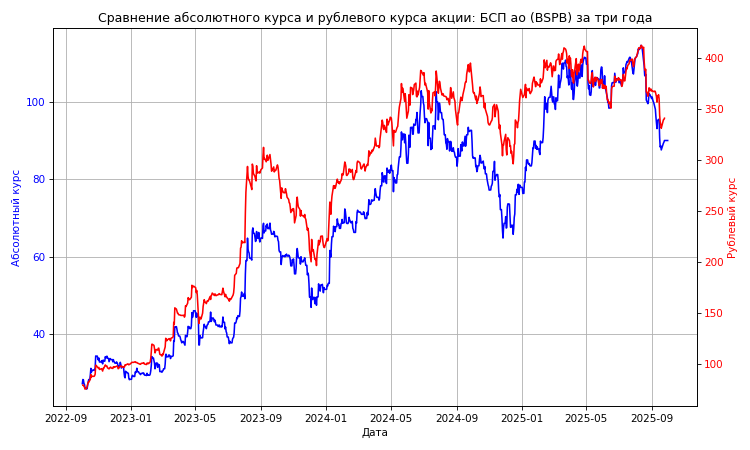 Сравнение абсолютного курса и рублевого курса акции: БСП ао (BSPB) за три года
Абсолютный курс
100
80
60
40
400
350
300
250
200
150
100
Рублевый курс
2022-09 2023-01 2023-05 2023-09 2024-01 2024-05 2024-09 2025-01 2025-05 2025-09
Дата